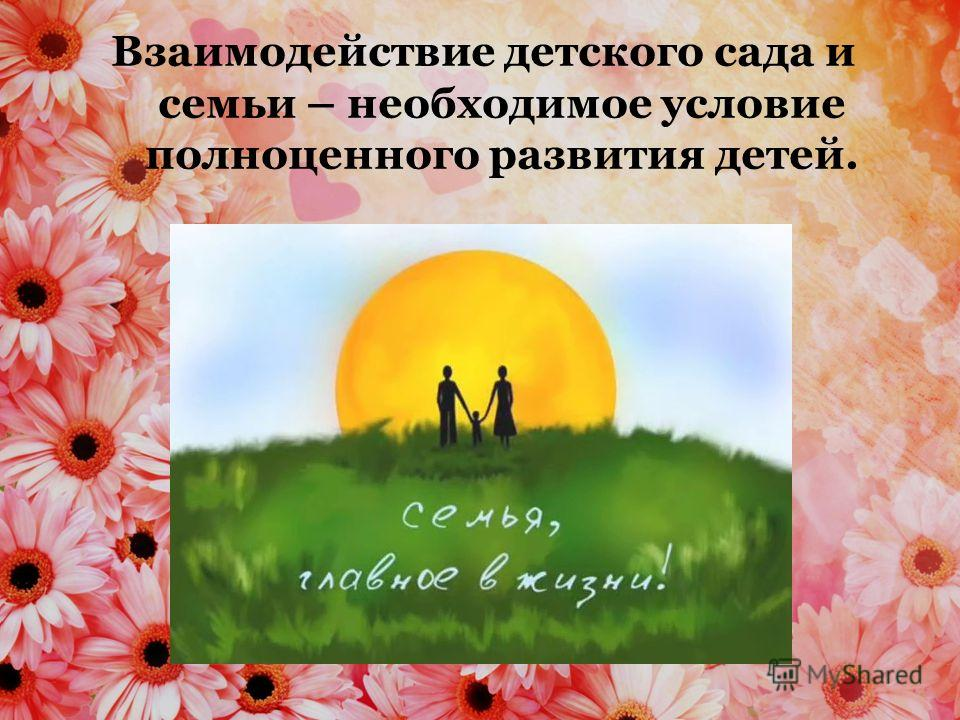 Взаимодействие детского сада и
семьи – необходимое условие
полноценного развития детей.
семья,
главное в жизни!
MyShared